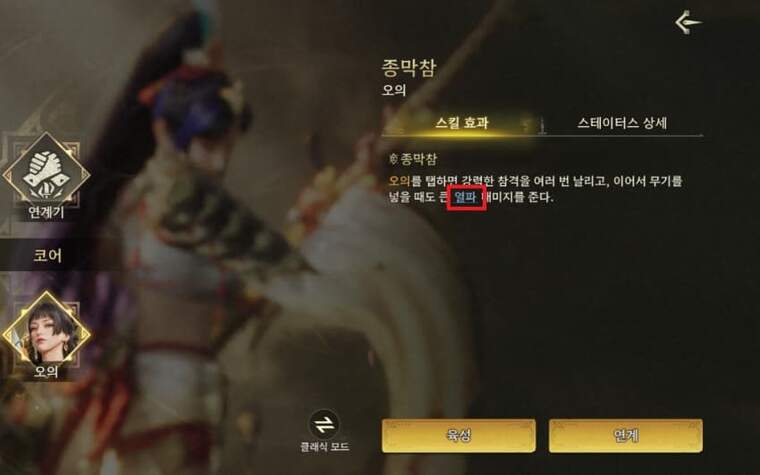 종막참
오의
스킬 효과
스테이터스 상세
종막참
오의를 탭하면 강력한 참격을 여러 번 날리고, 이어서 무기를
넣을 때도 큰 열파 대미지를 준다.
연계기
코어
오의
클래식 모드
육성
연계